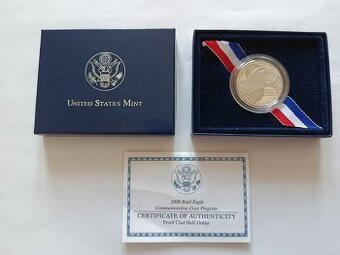 UNITED STATES MINT
2008 Bald Eagle
Commemorative Coin Program
CERTIFICATE OF AUTHENTICITY
Proof Clad Half-Dollar